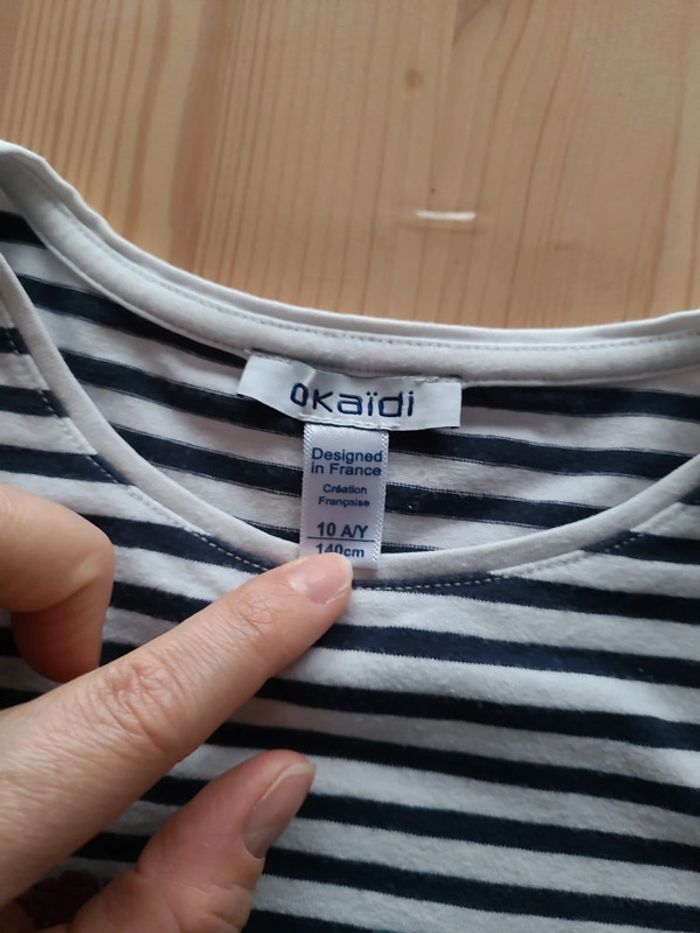 Okaïdi
Designed
in France
Création
Française
10 A/Y
140cm